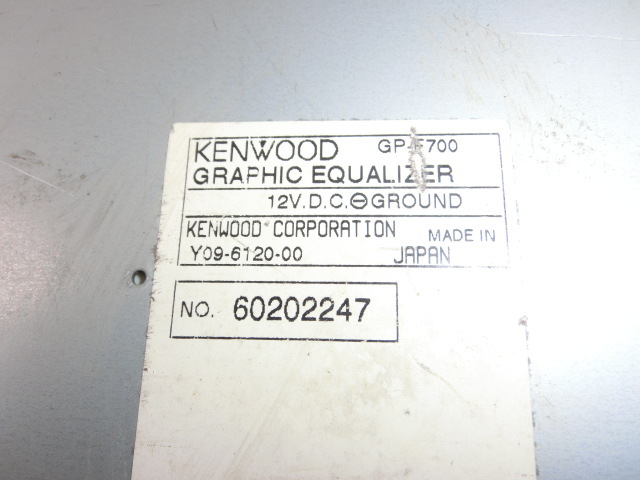 KENWOOD
GRAPHIC EQUALIZER
12V.D.C.⊖GROUND
KENWOOD CORPORATION
MADE IN
Y09-6120-00 JAPAN
NO. 60202247